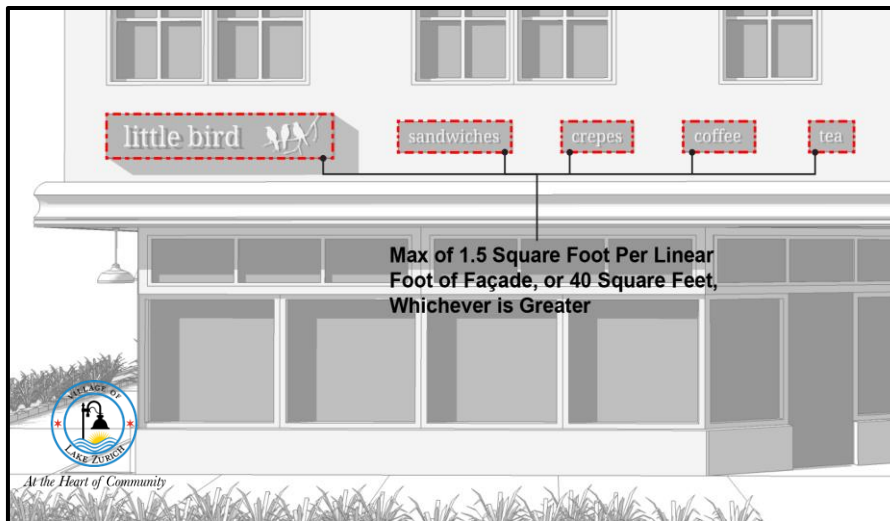 little bird
sandwiches
crepes
coffee
tea
Max of 1.5 Square Foot Per Linear
Foot of Façade, or 40 Square Feet,
Whichever is Greater
VILLAGE OF
LAKE ZURICH
At the Heart of Community